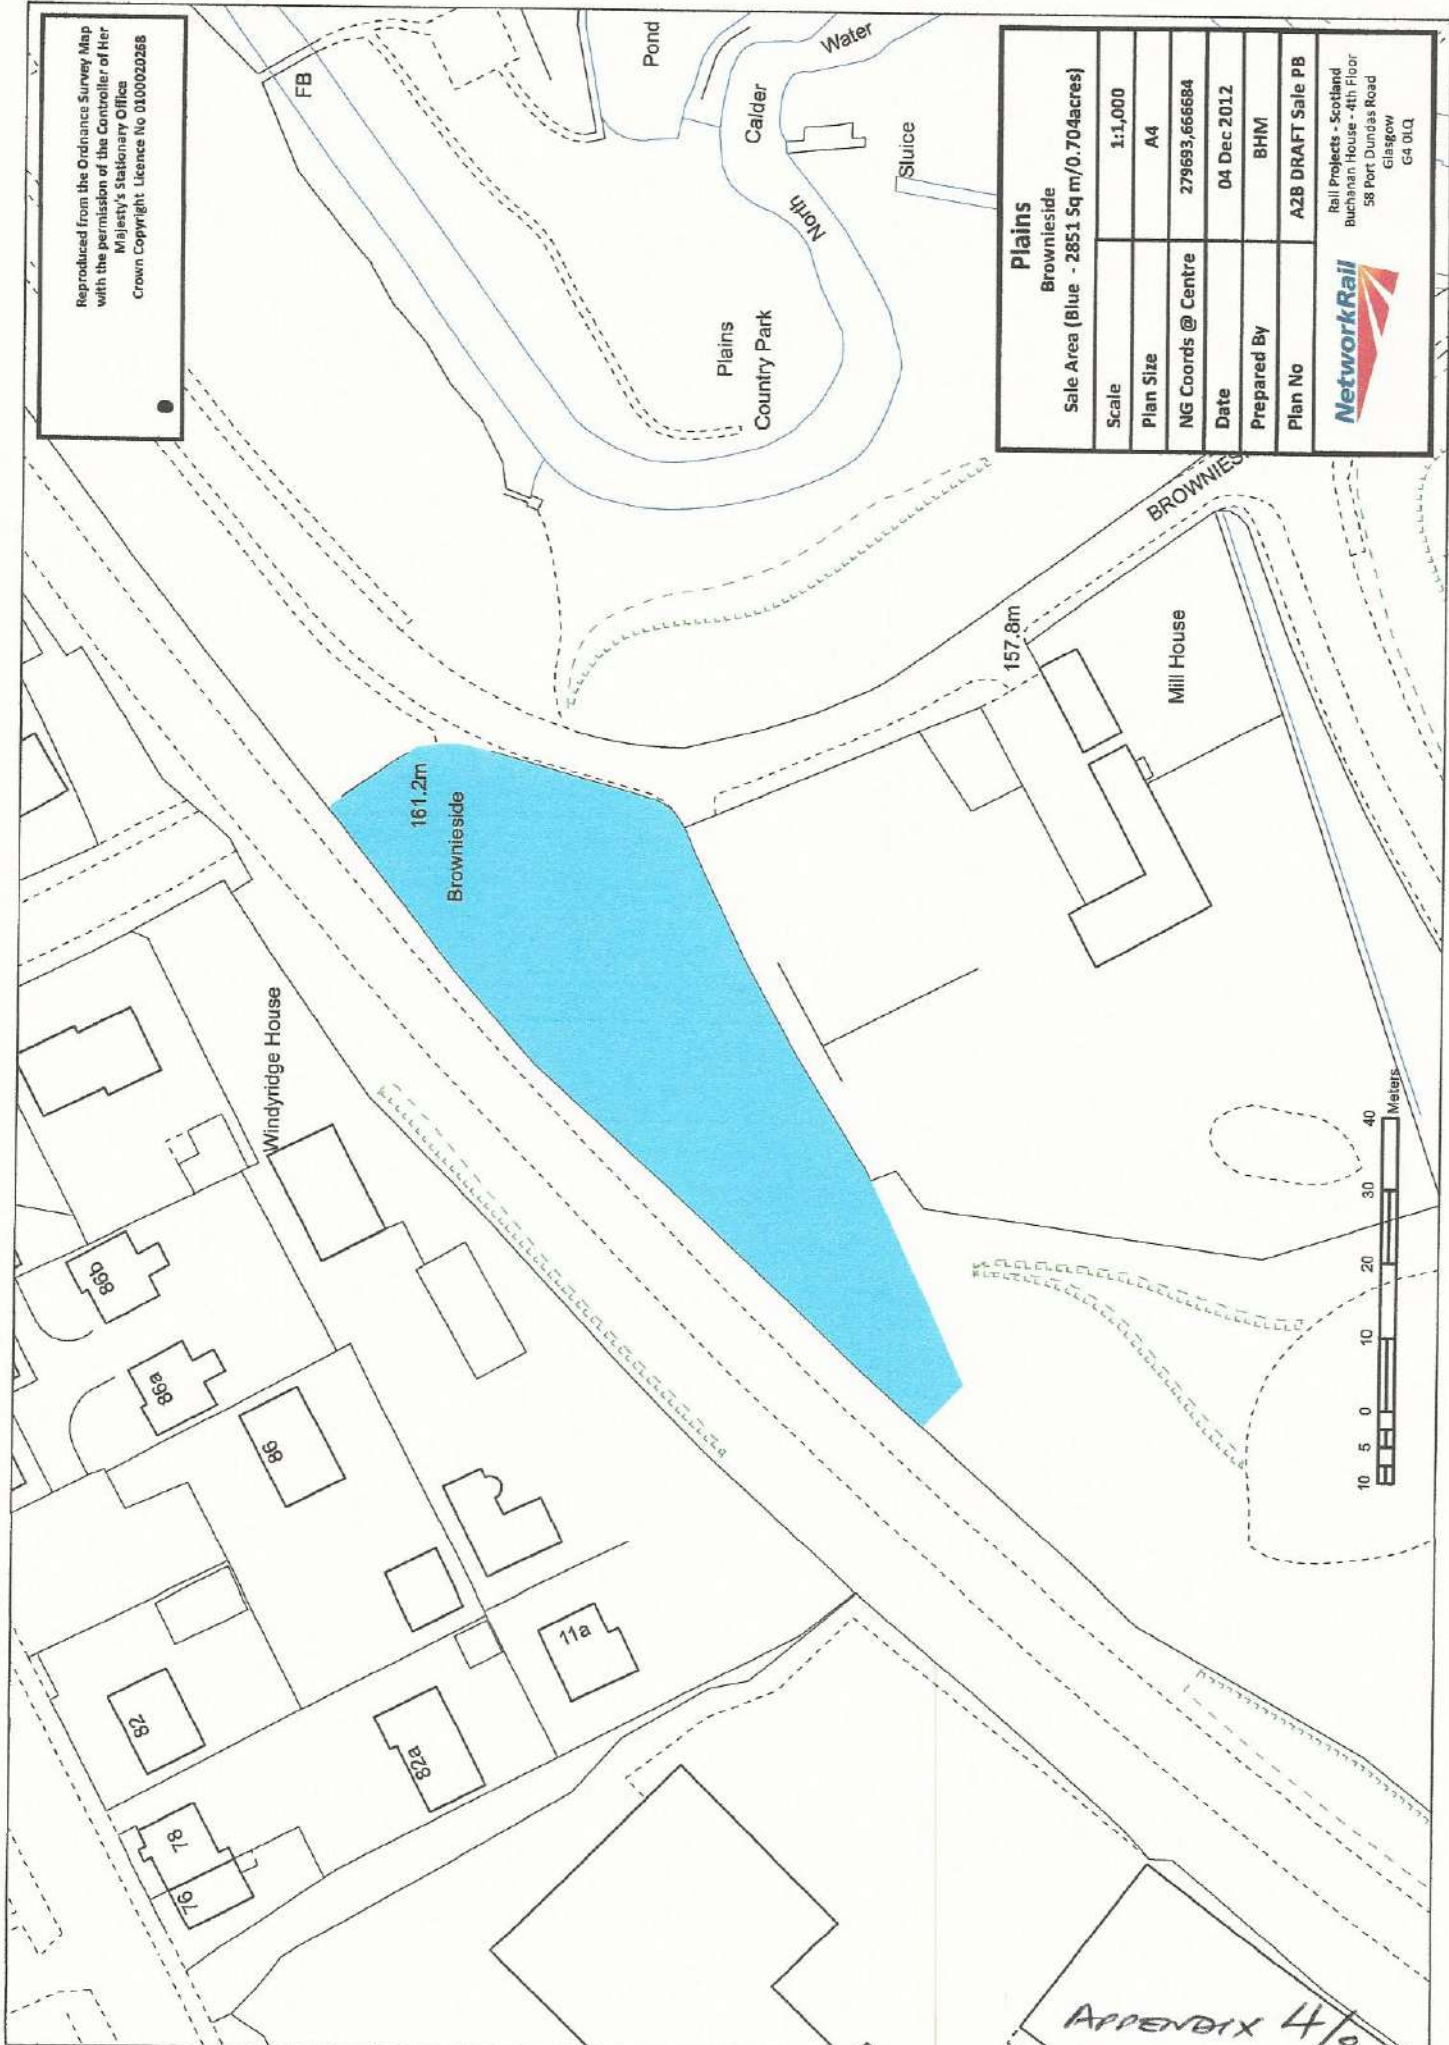 Reproduced from the Ordnance Survey Map
with the permission of the Controller of Her
Majesty's Stationary Office
Crown Copyright Licence No 0100020268
FB
Pond
Water
Calder
North
Sluice
Plains
Country Park
161.2m
Brownieside
BROWNIES
157.8m
Mill House
Windyridge House
86b
86a
86
82
82a
11a
78
76
10 5 0 10 20 30 40
Meters
Plains
Brownieside
Sale Area (Blue - 2851 Sq m/0.704acres)
Scale 1:1,000
Plan Size A4
NG Coords @ Centre 279693,666684
Date 04 Dec 2012
Prepared By BHM
Plan No A2B DRAFT Sale PB
NetworkRail
Rail Projects - Scotland
Buchanan House - 4th Floor
58 Port Dundas Road
Glasgow
G4 0LQ
APPENDIX 4/